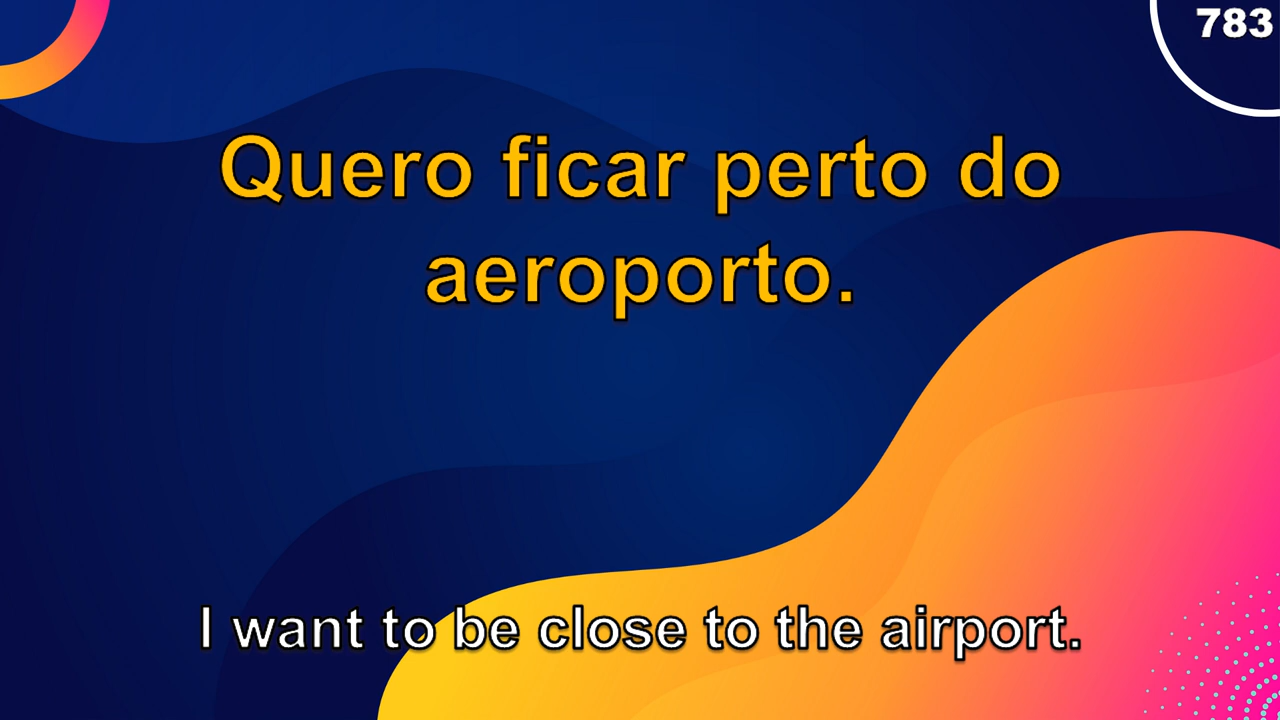 783
Quero ficar perto do
aeroporto.
I want to be close to the airport.